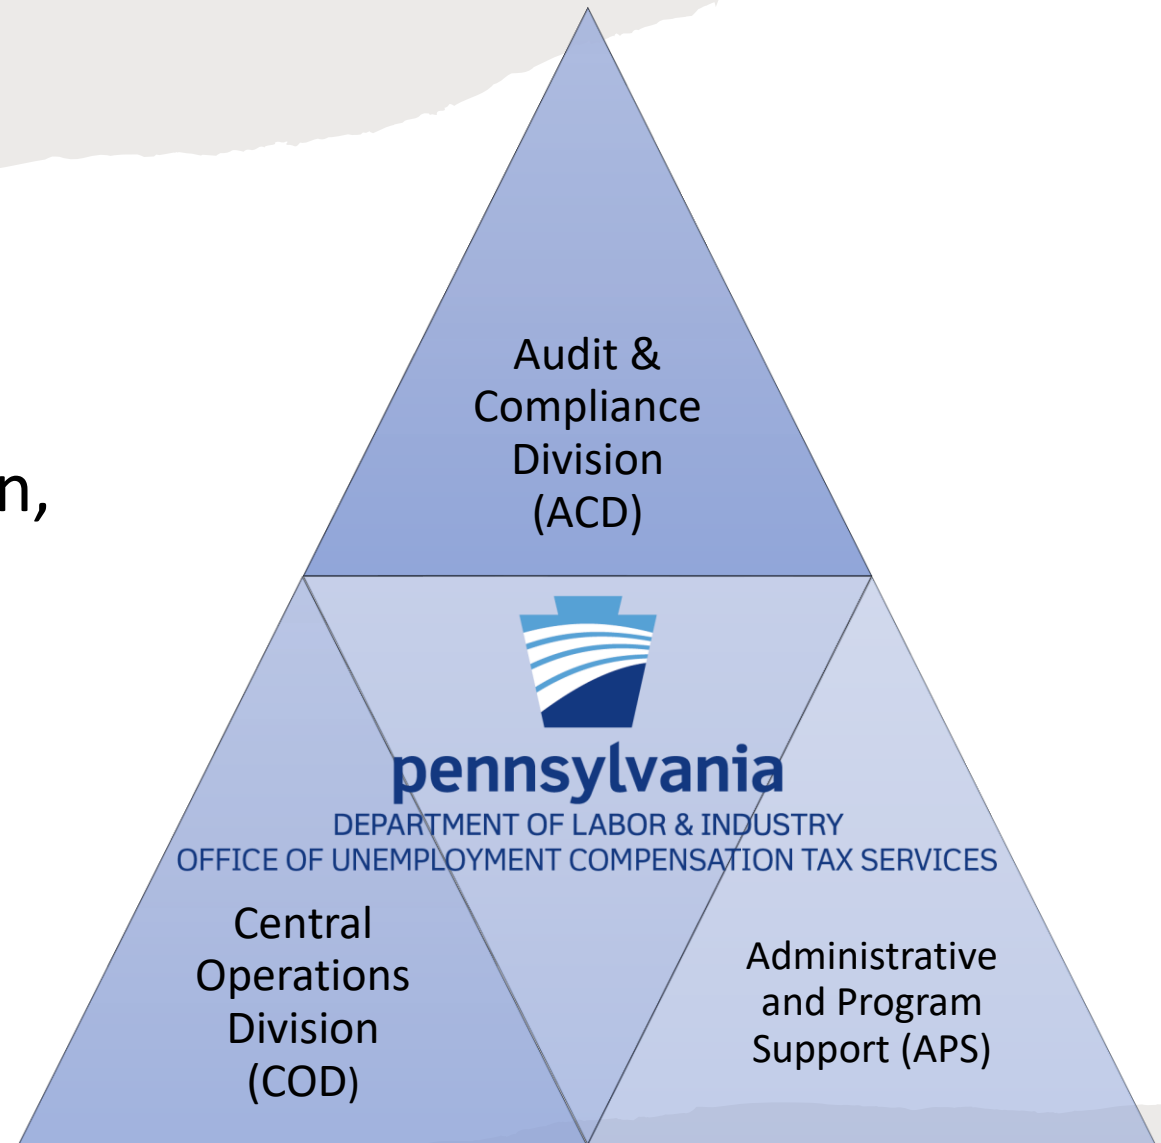 Audit &
Compliance
Division
(ACD)
n,
pennsylvania
DEPARTMENT OF LABOR & INDUSTRY
OFFICE OF UNEMPLOYMENT COMPENSATION TAX SERVICES
Central
Operations
Division
(COD)
Administrative
and Program
Support (APS)